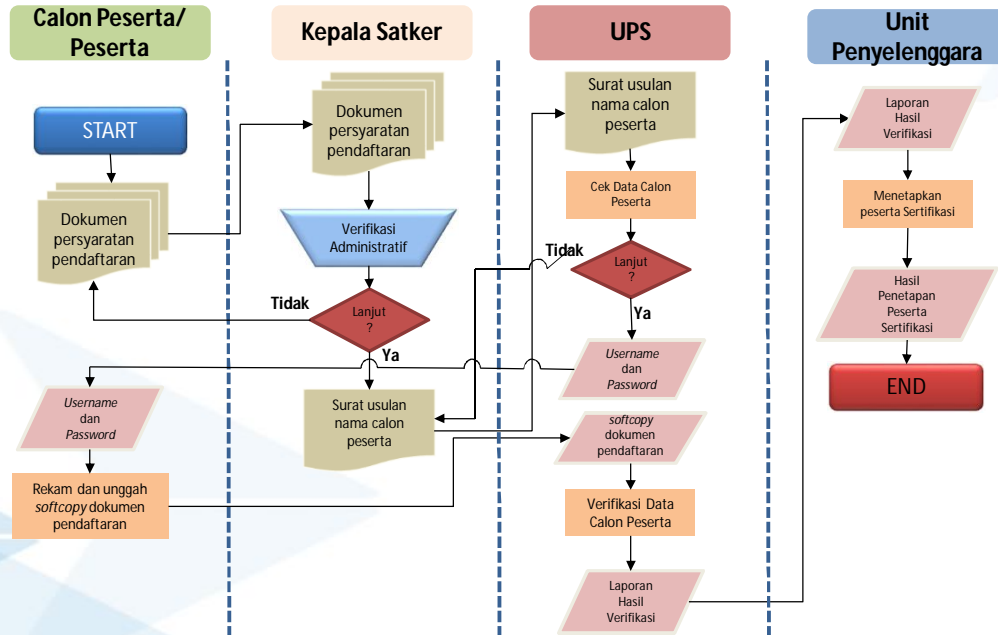 Calon Peserta/
Peserta
Kepala Satker
UPS
Unit
Penyelenggara
START
Dokumen
persyaratan
pendaftaran
Username
dan
Password
Rekam dan unggah
softcopy dokumen
pendaftaran
Dokumen
persyaratan
pendaftaran
Verifikasi
Administratif
Lanjut
?
Tidak
Ya
Surat usulan
nama calon
peserta
Surat usulan
nama calon
peserta
Cek Data Calon
Peserta
Lanjut
?
Tidak
Ya
Username
dan
Password
softcopy
dokumen
pendaftaran
Verifikasi Data
Calon Peserta
Laporan
Hasil
Verifikasi
Laporan
Hasil
Verifikasi
Menetapkan
peserta Sertifikasi
Hasil
Penetapan
Peserta
Sertifikasi
END